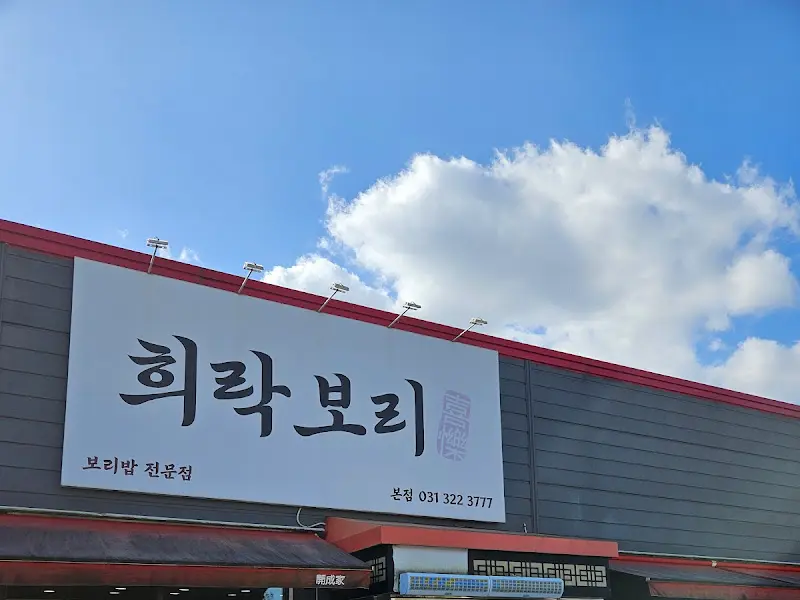 희락보리
喜樂
보리밥 전문점
본점 031 322 3777
開成家